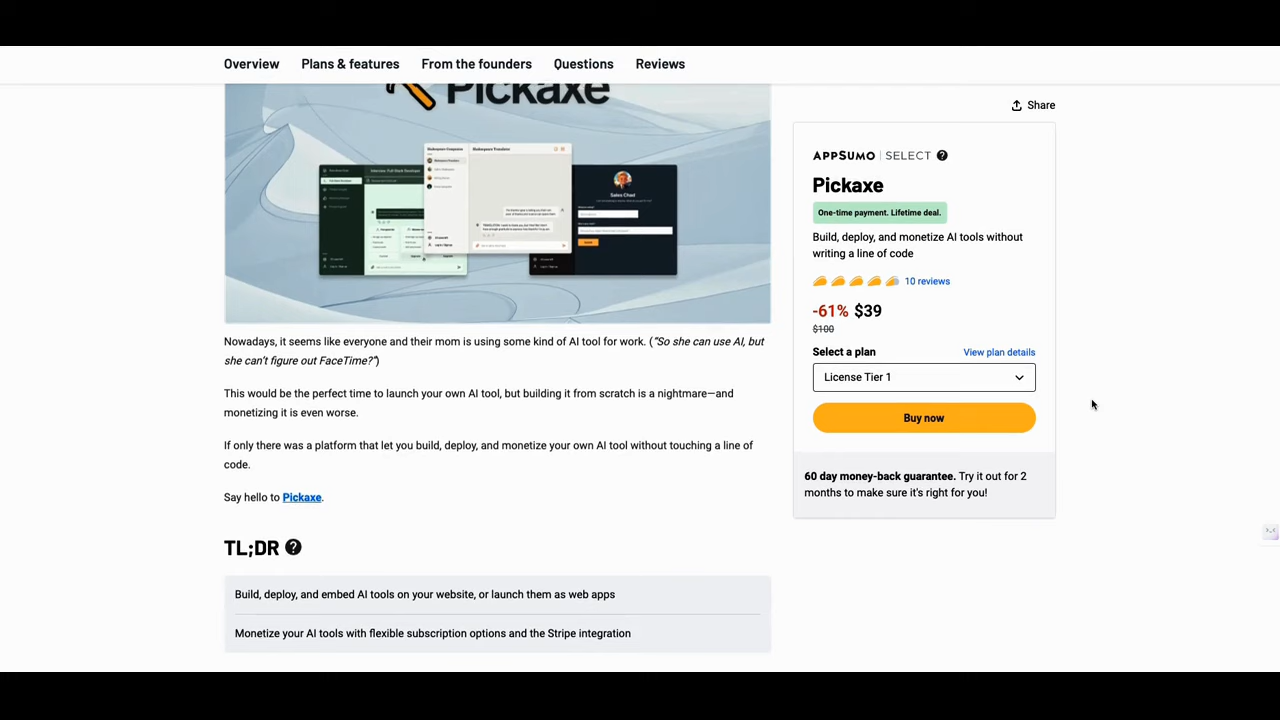 Overview Plans & features From the founders Questions Reviews
Pickaxe
Share
APPSUMO | SELECT ?
Pickaxe
One-time payment. Lifetime deal.
Build, deploy, and monetize AI tools without
writing a line of code
10 reviews
-61% $39
$100
Select a plan View plan details
License Tier 1
Buy now
60 day money-back guarantee. Try it out for 2
months to make sure it's right for you!
Sales Chad
Nowadays, it seems like everyone and their mom is using some kind of AI tool for work. (“So she can use AI, but
she can’t figure out FaceTime?”)
This would be the perfect time to launch your own AI tool, but building it from scratch is a nightmare—and
monetizing it is even worse.
If only there was a platform that let you build, deploy, and monetize your own AI tool without touching a line of
code.
Say hello to Pickaxe.
TL;DR ?
Build, deploy, and embed AI tools on your website, or launch them as web apps
Monetize your AI tools with flexible subscription options and the Stripe integration